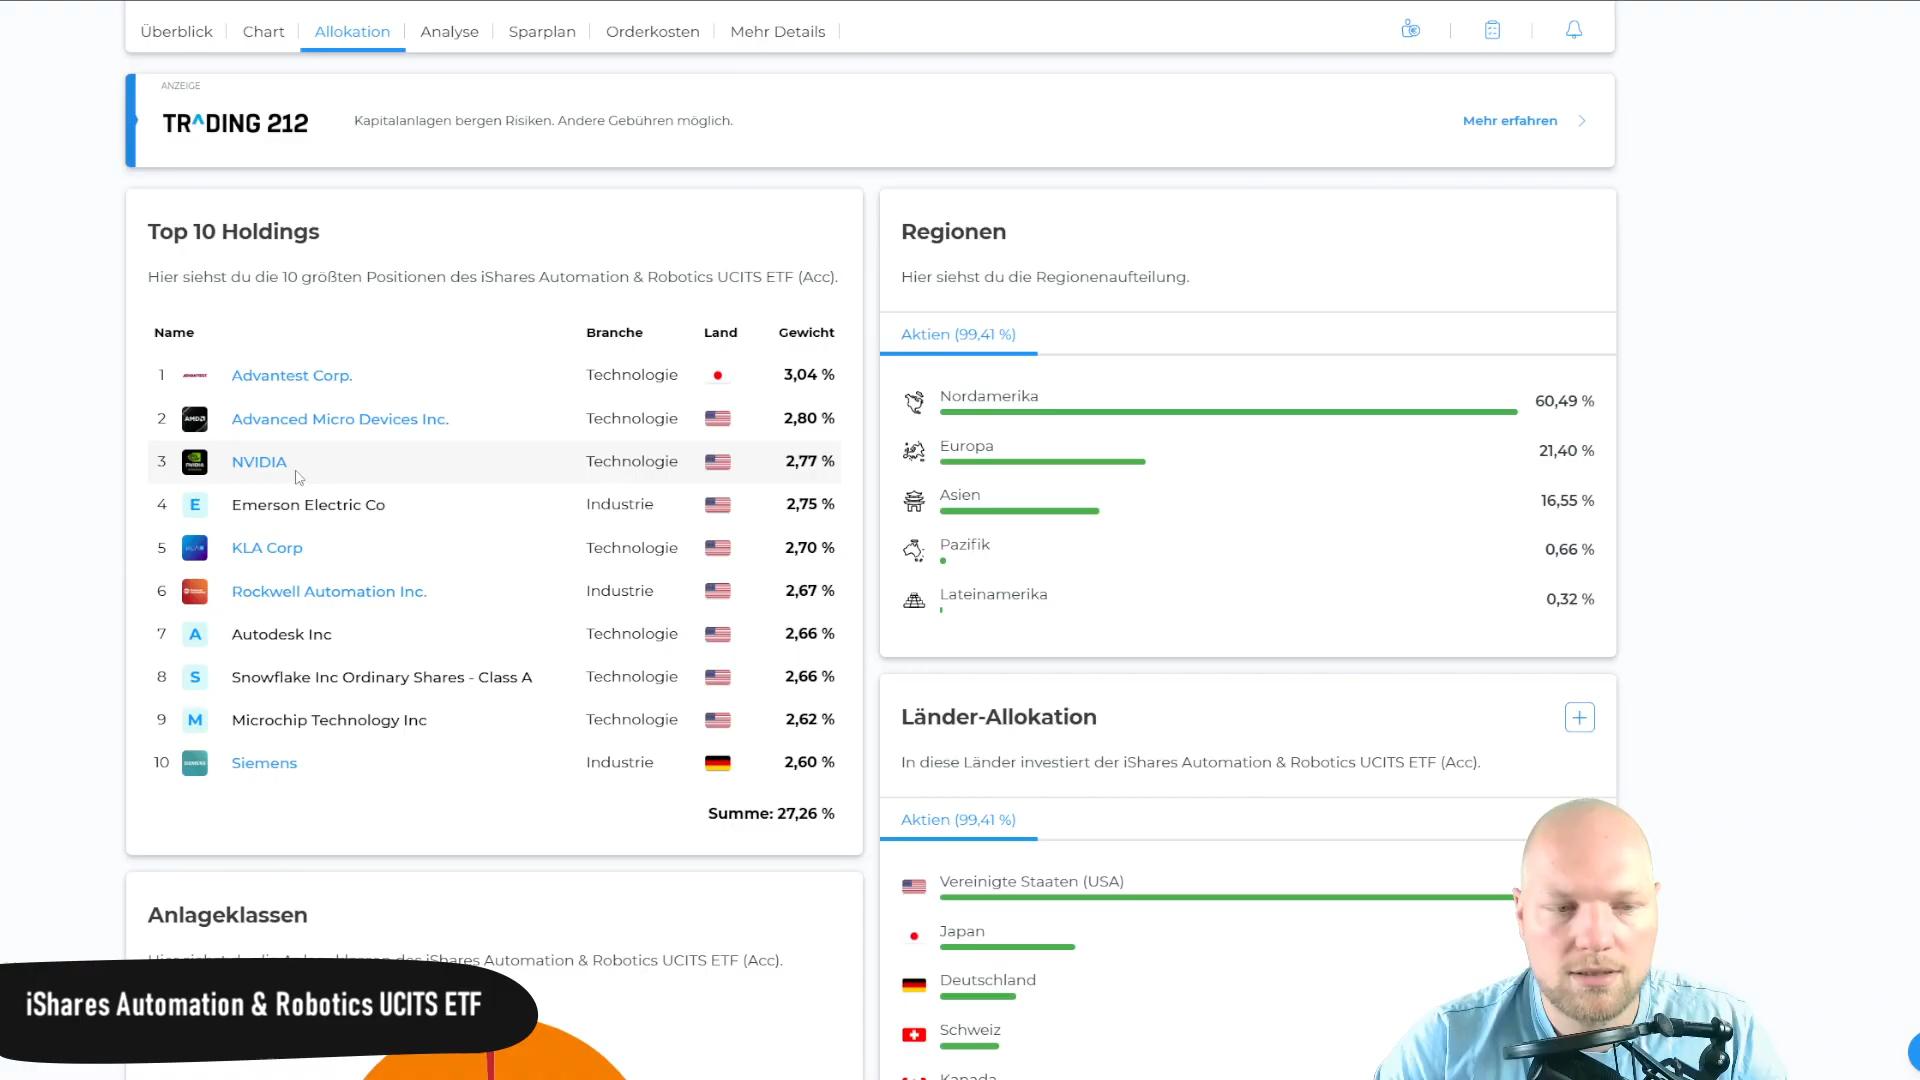 Überblick
Chart
Allokation
Analyse
Sparplan
Orderkosten
Mehr Details
ANZEIGE
TRADING 212
Kapitalanlagen bergen Risiken. Andere Gebühren möglich.
Mehr erfahren
Top 10 Holdings
Hier siehst du die 10 größten Positionen des iShares Automation & Robotics UCITS ETF (Acc).
Name Branche Land Gewicht
1 ADVANTEST Advantest Corp. Technologie 3,04 %
2 AMD Advanced Micro Devices Inc. Technologie 2,80 %
3 NVIDIA NVIDIA Technologie 2,77 %
4 E Emerson Electric Co Industrie 2,75 %
5 KLA KLA Corp Technologie 2,70 %
6 Rockwell Automation Inc. Industrie 2,67 %
7 A Autodesk Inc Technologie 2,66 %
8 S Snowflake Inc Ordinary Shares - Class A Technologie 2,66 %
9 M Microchip Technology Inc Technologie 2,62 %
10 SIEMENS Siemens Industrie 2,60 %
Summe: 27,26 %
Regionen
Hier siehst du die Regionenaufteilung.
Aktien (99,41 %)
Nordamerika 60,49 %
Europa 21,40 %
Asien 16,55 %
Pazifik 0,66 %
Lateinamerika 0,32 %
Länder-Allokation
In diese Länder investiert der iShares Automation & Robotics UCITS ETF (Acc).
Aktien (99,41 %)
Vereinigte Staaten (USA)
Japan
Deutschland
Schweiz
Kanada
Anlageklassen
des iShares Automation & Robotics UCITS ETF (Acc).
iShares Automation & Robotics UCITS ETF